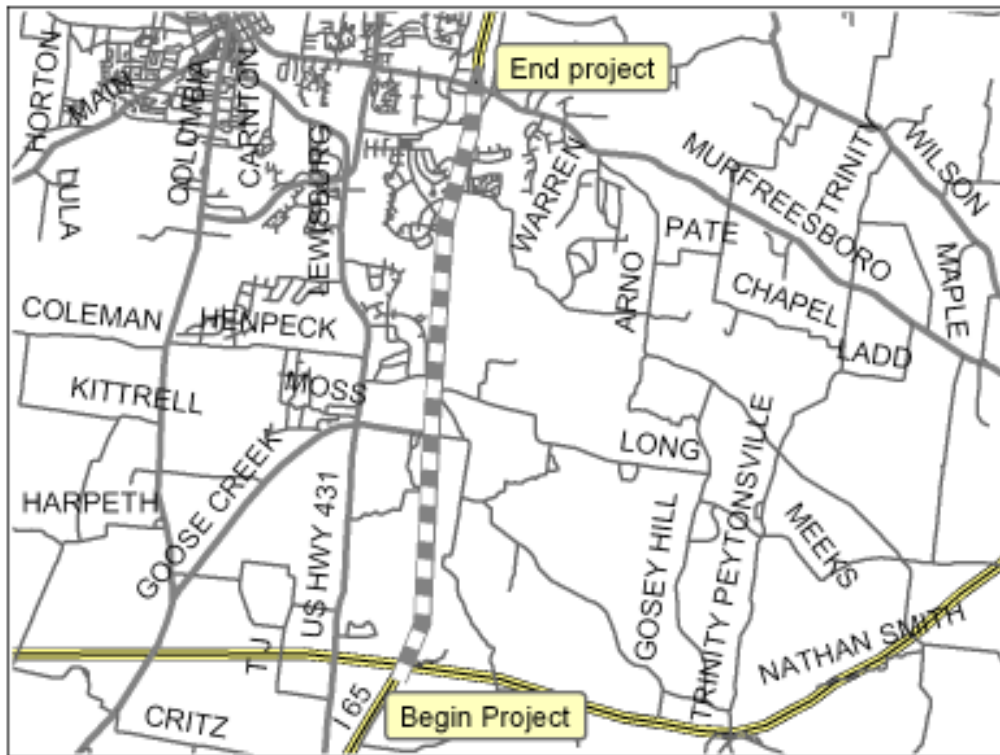 End project
HORTON
MAIN
COLUMBIA
CARNTON
LULA
LEWISBURG
WARREN
MURFREESBORO
TRINITY
WILSON
PATE
ARNO
CHAPEL
MAPLE
LADD
COLEMAN
HENPECK
KITTRELL
MOSS
HARPETH
GOOSE CREEK
US HWY 431
LONG
GOSEY HILL
TRINITY PEYTONSVILLE
MEEKS
NATHAN SMITH
T J
I 65
CRITZ
Begin Project